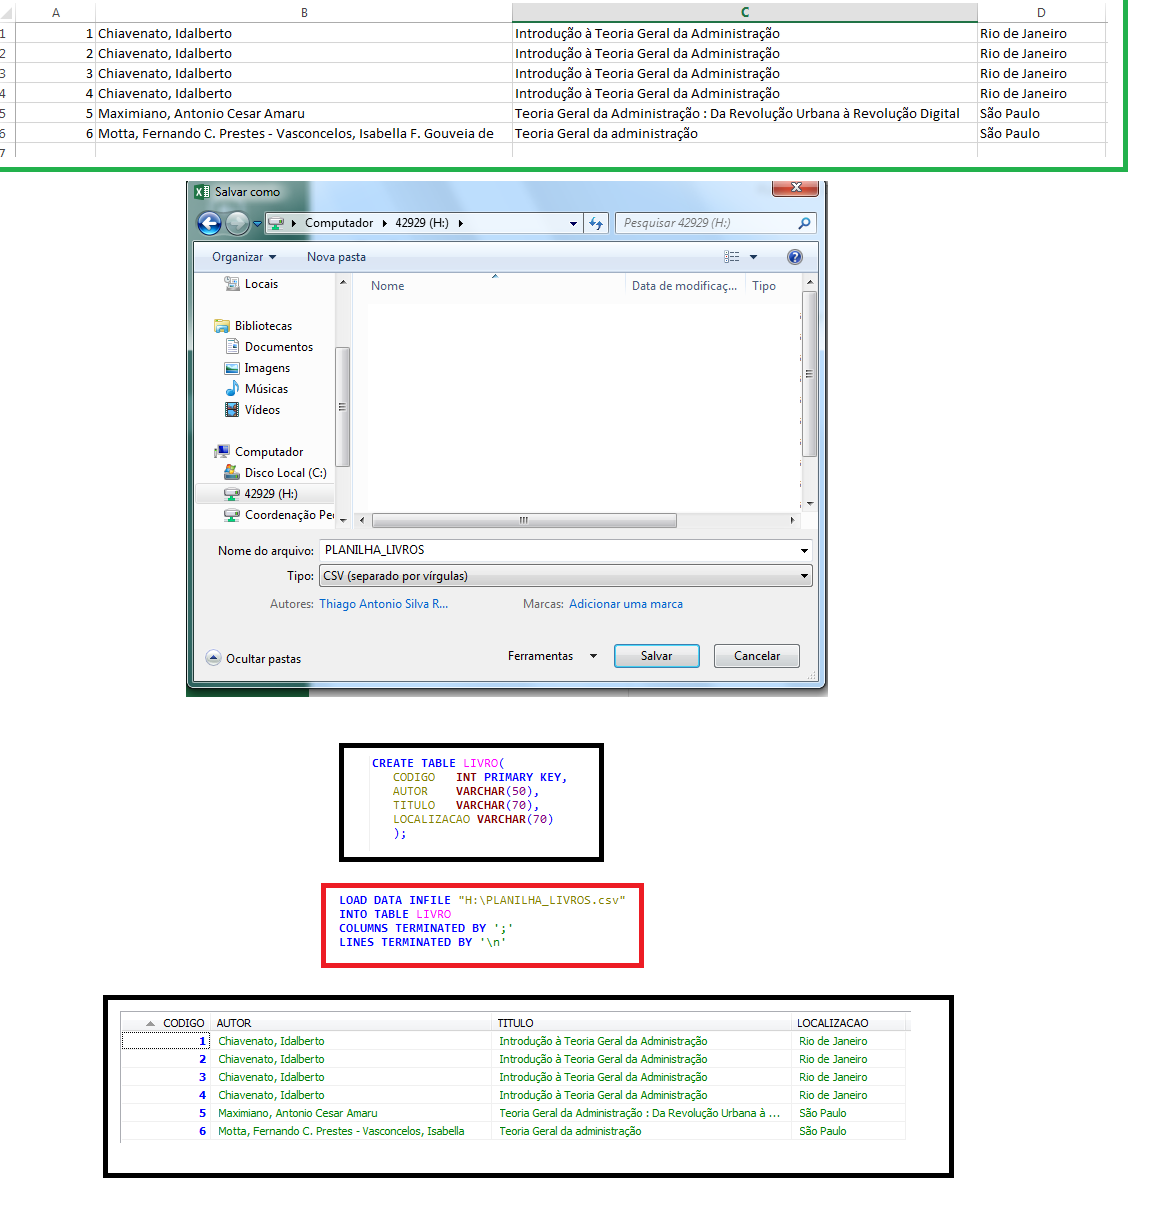 A B C D
1 1 Chiavenato, Idalberto Introdução à Teoria Geral da Administração Rio de Janeiro
2 2 Chiavenato, Idalberto Introdução à Teoria Geral da Administração Rio de Janeiro
3 3 Chiavenato, Idalberto Introdução à Teoria Geral da Administração Rio de Janeiro
4 4 Chiavenato, Idalberto Introdução à Teoria Geral da Administração Rio de Janeiro
5 5 Maximiano, Antonio Cesar Amaru Teoria Geral da Administração : Da Revolução Urbana à Revolução Digital São Paulo
6 6 Motta, Fernando C. Prestes - Vasconcelos, Isabella F. Gouveia de Teoria Geral da administração São Paulo
7
Salvar como
Computador 42929 (H:) Pesquisar 42929 (H:)
Organizar Nova pasta
Locais
Nome Data de modificaç... Tipo
Bibliotecas
Documentos
Imagens
Músicas
Vídeos
Computador
Disco Local (C:)
42929 (H:)
Coordenação Pe
Nome do arquivo: PLANILHA_LIVROS
Tipo: CSV (separado por vírgulas)
Autores: Thiago Antonio Silva R... Marcas: Adicionar uma marca
Ocultar pastas Ferramentas Salvar Cancelar
CREATE TABLE LIVRO(
CODIGO INT PRIMARY KEY,
AUTOR VARCHAR(50),
TITULO VARCHAR(70),
LOCALIZACAO VARCHAR(70)
);
LOAD DATA INFILE "H:\PLANILHA_LIVROS.csv"
INTO TABLE LIVRO
COLUMNS TERMINATED BY ';'
LINES TERMINATED BY '\n'
CODIGO AUTOR TITULO LOCALIZACAO
1 Chiavenato, Idalberto Introdução à Teoria Geral da Administração Rio de Janeiro
2 Chiavenato, Idalberto Introdução à Teoria Geral da Administração Rio de Janeiro
3 Chiavenato, Idalberto Introdução à Teoria Geral da Administração Rio de Janeiro
4 Chiavenato, Idalberto Introdução à Teoria Geral da Administração Rio de Janeiro
5 Maximiano, Antonio Cesar Amaru Teoria Geral da Administração : Da Revolução Urbana à ... São Paulo
6 Motta, Fernando C. Prestes - Vasconcelos, Isabella Teoria Geral da administração São Paulo